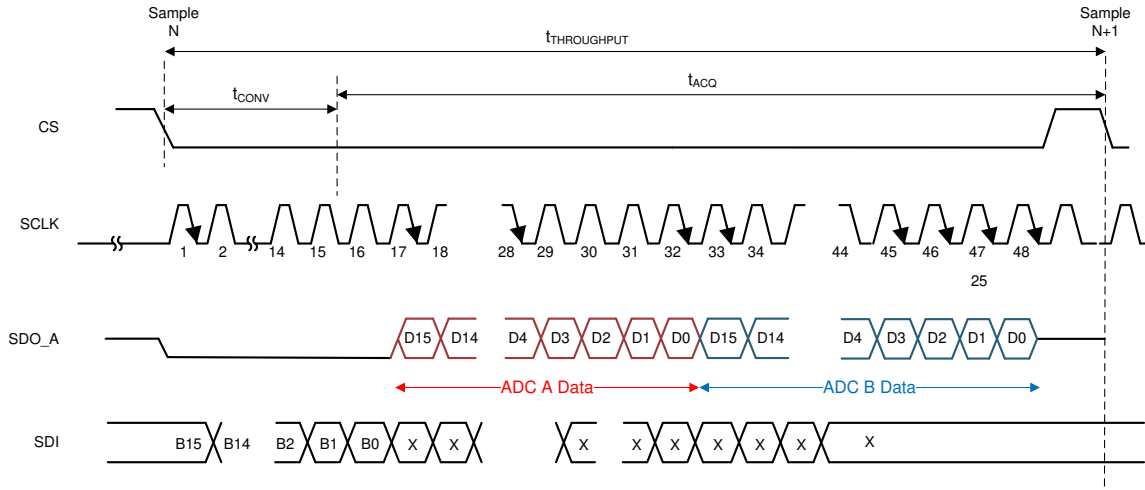 Sample
N
Sample
N+1
tTHROUGHPUT
tCONV
tACQ
CS
SCLK
1 2 14 15 16 17 18 28 29 30 31 32 33 34 44 45 46 47 48
25
SDO_A
D15 D14 D4 D3 D2 D1 D0 D15 D14 D4 D3 D2 D1 D0
ADC A Data ADC B Data
SDI
B15 B14 B2 B1 B0 X X X X X X X X X